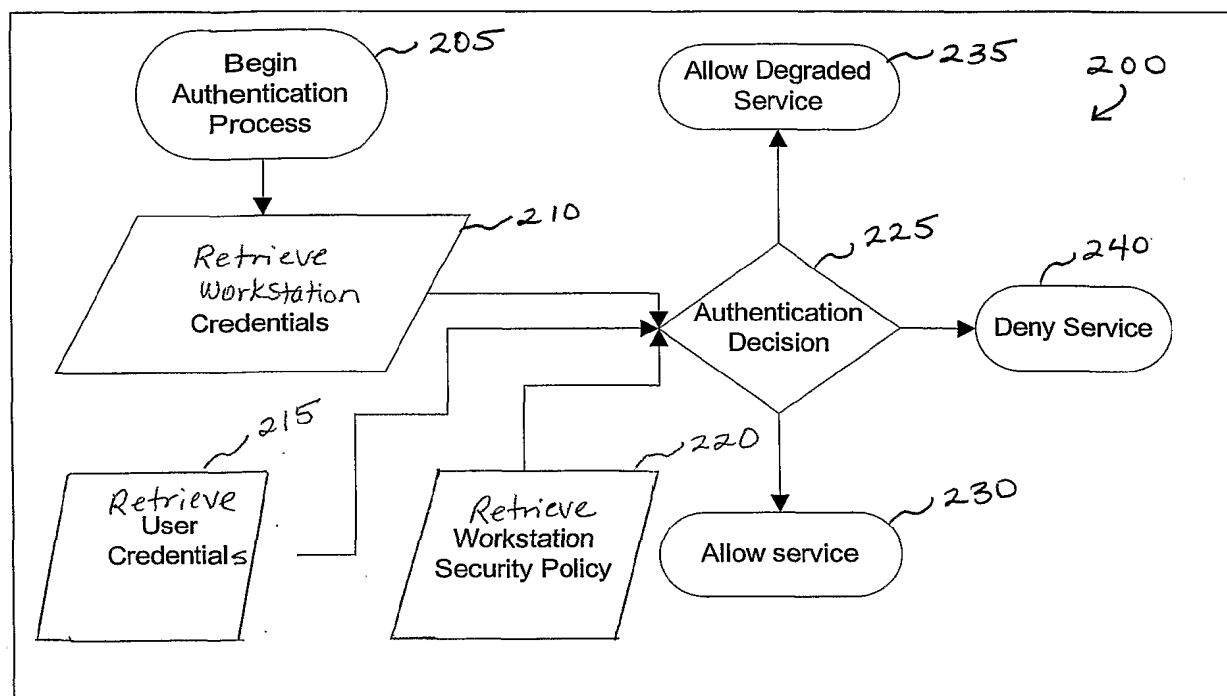 Begin
Authentication
Process
205
Allow Degraded
Service
235
200
Retrieve
Workstation
Credentials
210
Authentication
Decision
225
Deny Service
240
Retrieve
User
Credentials
215
Retrieve
Workstation
Security Policy
220
Allow service
230